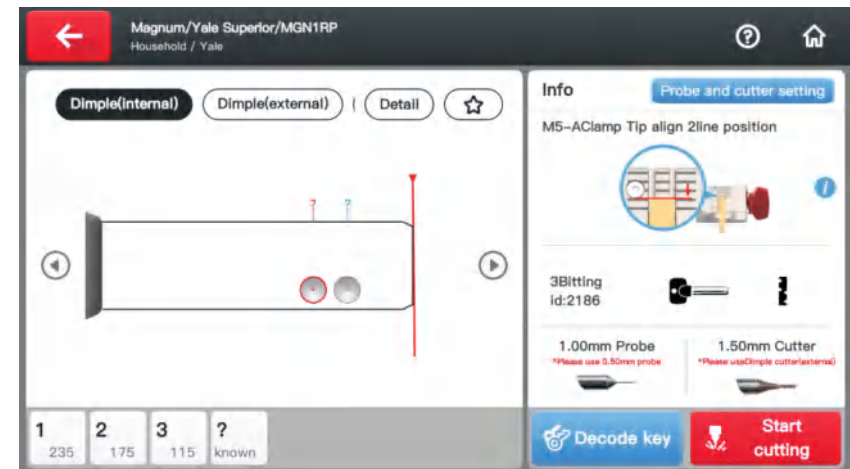 Magnum/Yale Superior/MGN1RP
Household / Yale
Dimple(internal)
Dimple(external)
(
Detail
? ?
Info
Probe and cutter setting
M5-AClamp Tip align 2line position
i
3Bitting
id:2186
1.00mm Probe
*Please use 0.50mm probe
1.50mm Cutter
*Please useDimple cutter(external)
1
235
2
175
3
115
?
known
Decode key
Start
cutting